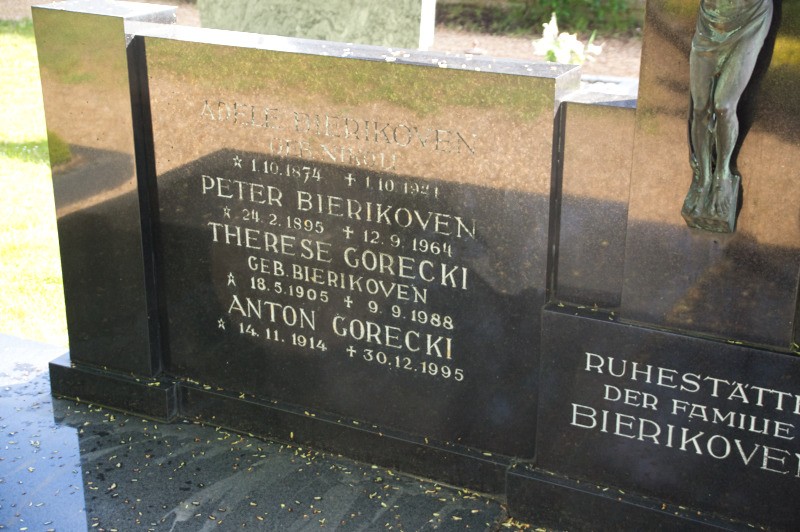 ADELE BIERIKOVEN
☆ 1.10.1874 ✝ 1.10.1921
PETER BIERIKOVEN
☆ 24.2.1895 ✝ 12.9.1964
THERESE GORECKI
GEB.BIERIKOVEN
☆ 18.5.1905 ✝ 9.9.1988
ANTON GORECKI
☆ 14.11.1914 ✝ 30.12.1995
RUHESTÄTTE
DER FAMILIE
BIERIKOVEN